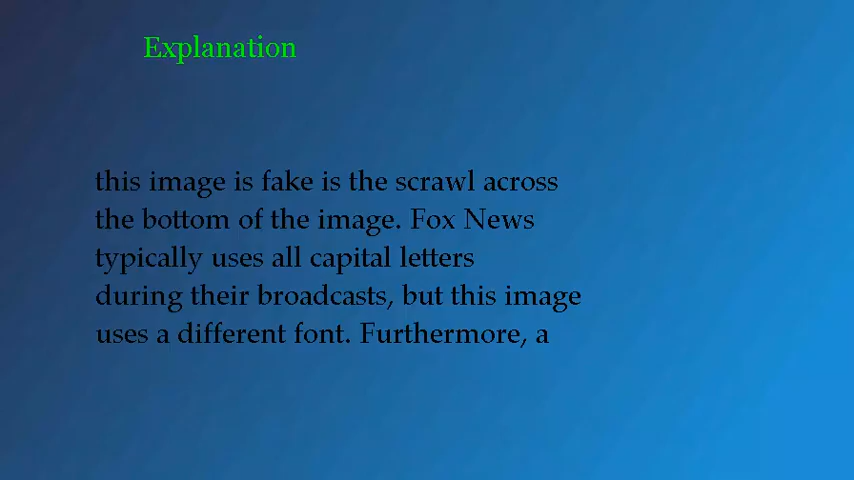 Explanation
this image is fake is the scrawl across
the bottom of the image. Fox News
typically uses all capital letters
during their broadcasts, but this image
uses a different font. Furthermore, a